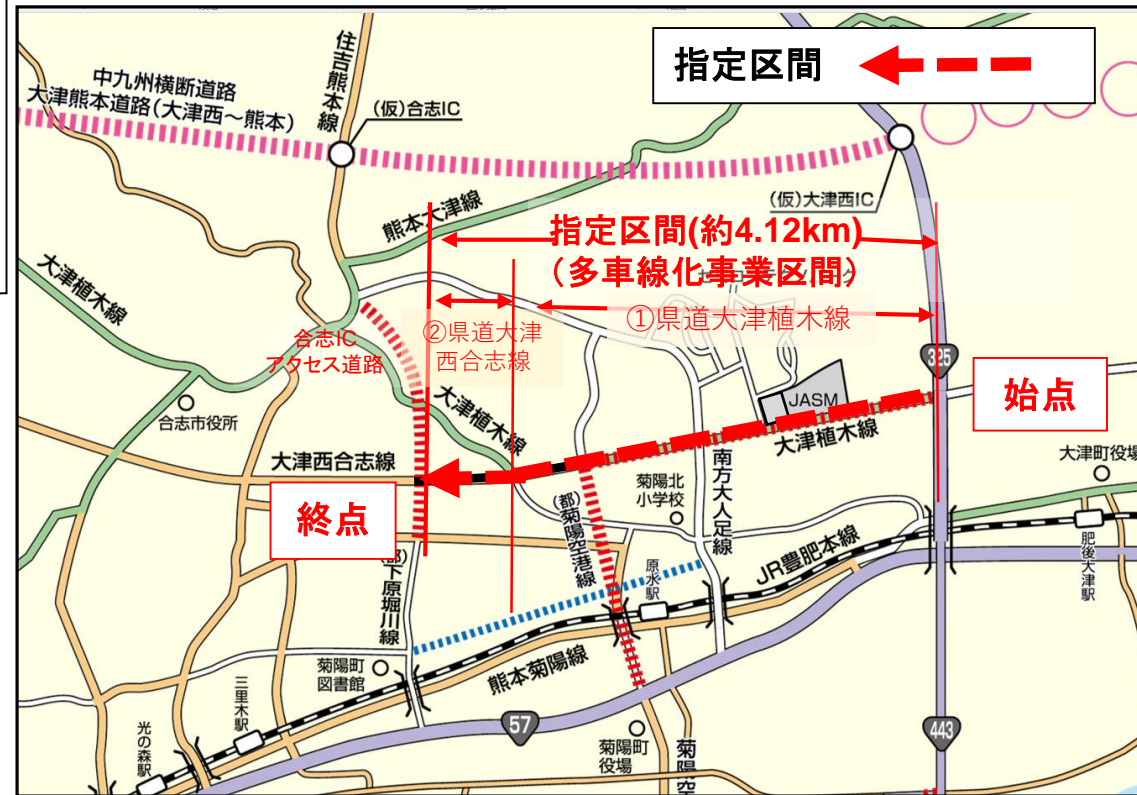 指定区間
住吉熊本線
中九州横断道路
大津熊本道路(大津西～熊本)
(仮)合志IC
(仮)大津西IC
熊本大津線
指定区間(約4.12km)
（多車線化事業区間）
①県道大津植木線
②県道大津
西合志線
大津植木線
合志IC
アクセス道路
325
始点
JASM
合志市役所
大津植木線
大津植木線
大津町役場
大津西合志線
終点
菊陽北
小学校
南方大人足線
(都)菊陽空港線
JR豊肥本線
肥後大津駅
原水駅
(都)下原堀川線
菊陽町
図書館
熊本菊陽線
三里木駅
光の森駅
57
443
菊陽町
役場
菊陽空